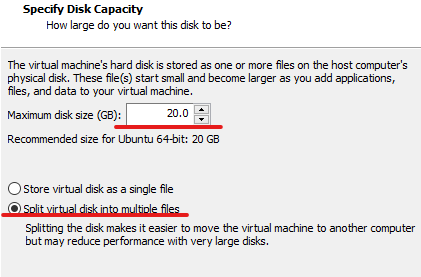 Specify Disk Capacity
How large do you want this disk to be?
The virtual machine's hard disk is stored as one or more files on the host computer's
physical disk. These file(s) start small and become larger as you add applications,
files, and data to your virtual machine.
Maximum disk size (GB): 20.0
Recommended size for Ubuntu 64-bit: 20 GB
Store virtual disk as a single file
Split virtual disk into multiple files
Splitting the disk makes it easier to move the virtual machine to another computer
but may reduce performance with very large disks.